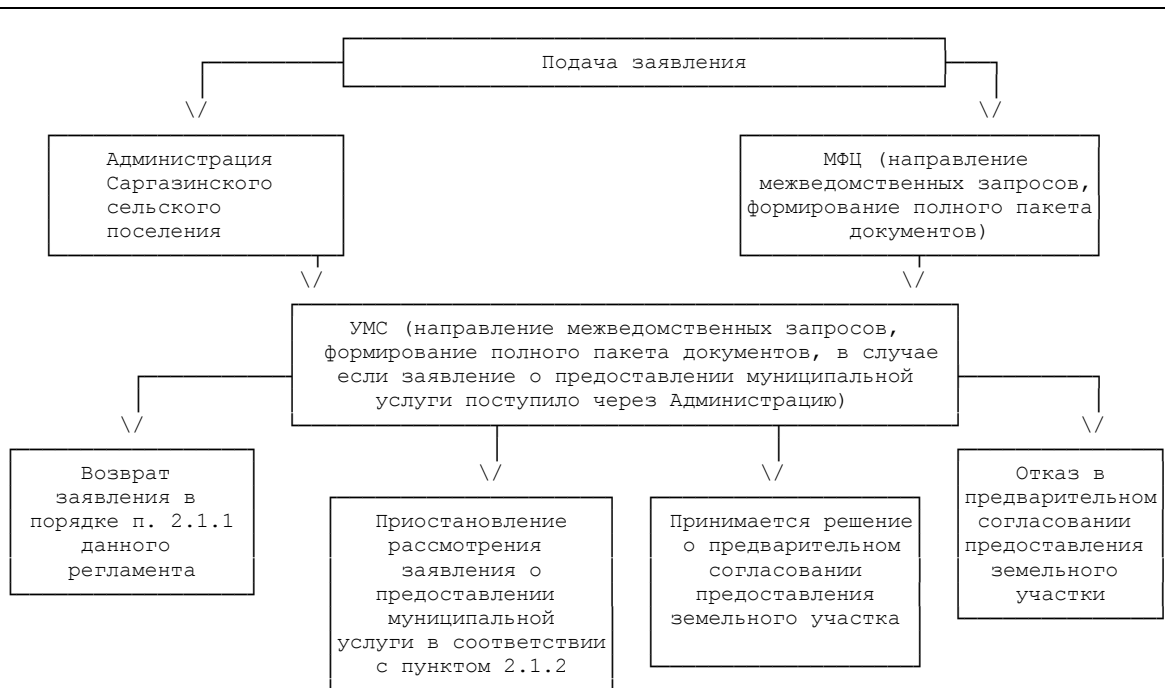 Подача заявления
Администрация
Саргазинского
сельского
поселения
МФЦ (направление
межведомственных запросов,
формирование полного пакета
документов)
УМС (направление межведомственных запросов,
формирование полного пакета документов, в случае
если заявление о предоставлении муниципальной
услуги поступило через Администрацию)
Возврат
заявления в
порядке п. 2.1.1
данного
регламента
Приостановление
рассмотрения
заявления о
предоставлении
муниципальной
услуги в соответствии
с пунктом 2.1.2
Принимается решение
о предварительном
согласовании
предоставления
земельного участка
Отказ в
предварительном
согласовании
предоставления
земельного
участки